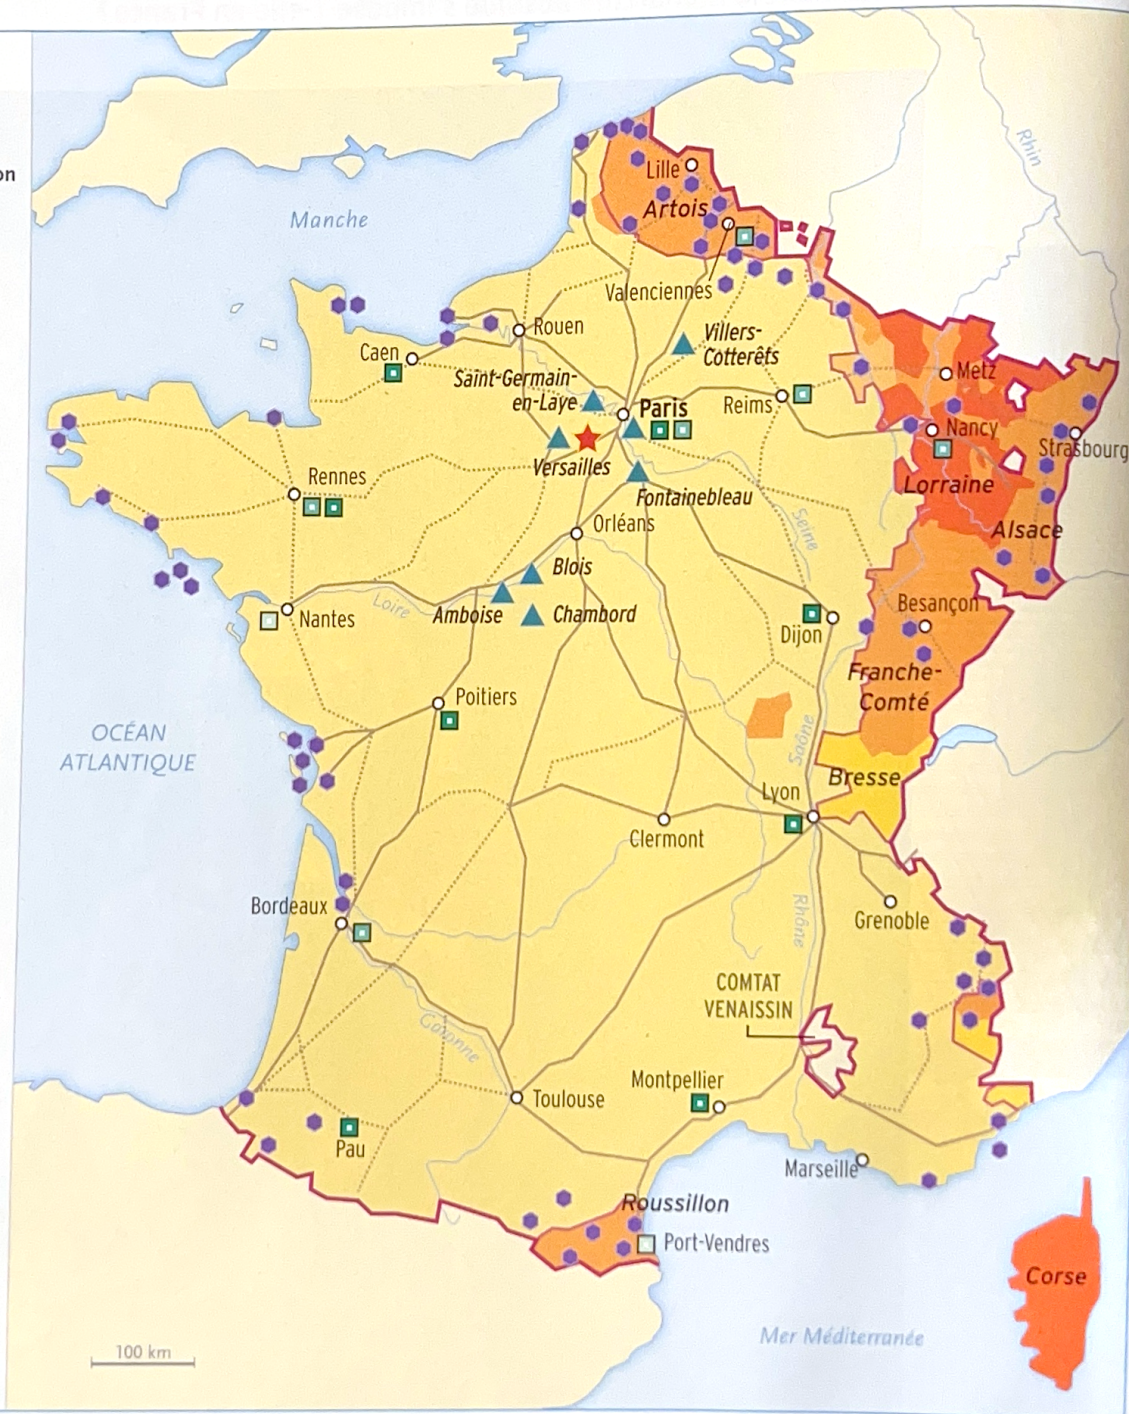 on
Rhin
Manche
Lille
Artois
Valenciennes
Rouen
Villers-
Cotterêts
Caen
Saint-Germain-
en-Laye
Paris
Reims
Metz
Nancy
Strasbourg
Versailles
Rennes
Fontainebleau
Lorraine
Orléans
Seine
Alsace
Blois
Loire
Amboise
Chambord
Nantes
Besançon
Dijon
Franche-
Comté
Poitiers
OCÉAN
ATLANTIQUE
Saône
Bresse
Lyon
Clermont
Bordeaux
Rhône
Grenoble
COMTAT
VENAISSIN
Garonne
Montpellier
Toulouse
Pau
Marseille
Roussillon
Port-Vendres
Corse
Mer Méditerranée
100 km